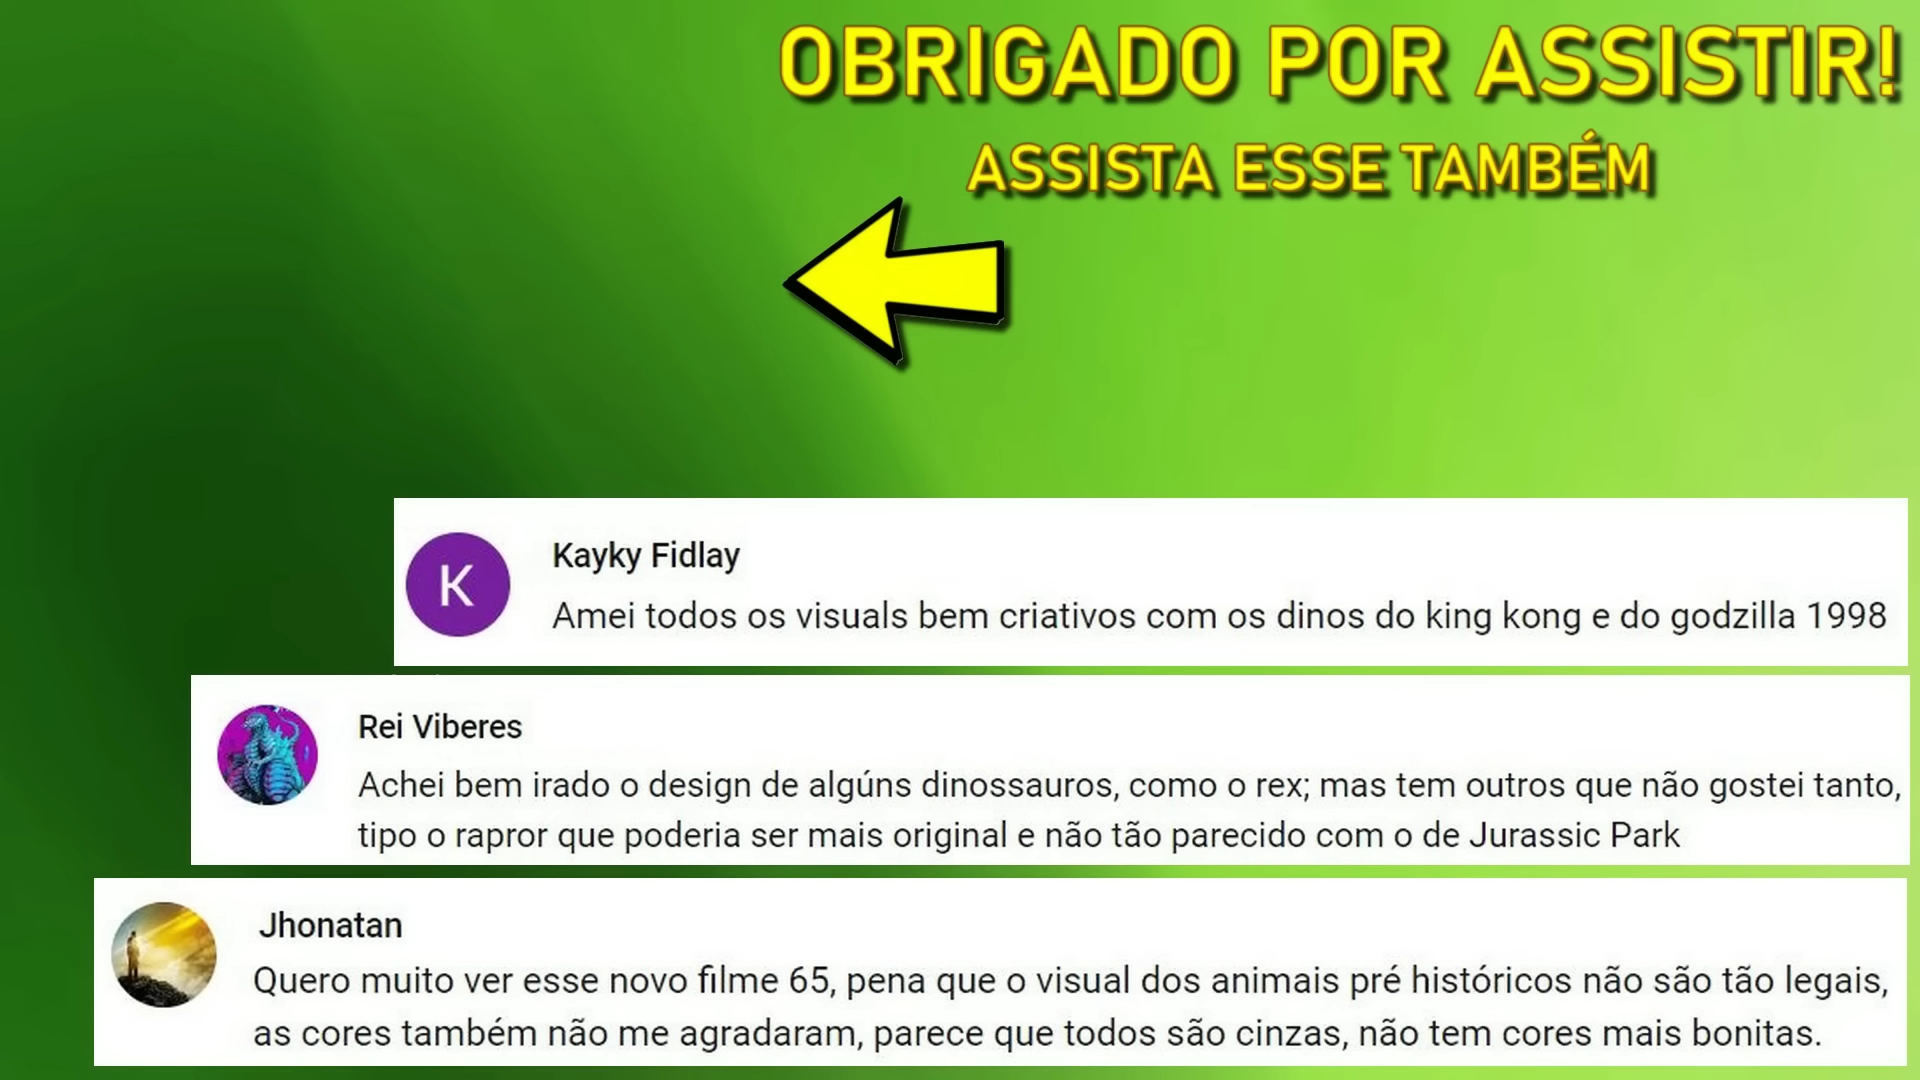 OBRIGADO POR ASSISTIR!
ASSISTA ESSE TAMBÉM
K
Kayky Fidlay
Amei todos os visuals bem criativos com os dinos do king kong e do godzilla 1998
Rei Viberes
Achei bem irado o design de algúns dinossauros, como o rex; mas tem outros que não gostei tanto,
tipo o rapror que poderia ser mais original e não tão parecido com o de Jurassic Park
Jhonatan
Quero muito ver esse novo filme 65, pena que o visual dos animais pré históricos não são tão legais,
as cores também não me agradaram, parece que todos são cinzas, não tem cores mais bonitas.